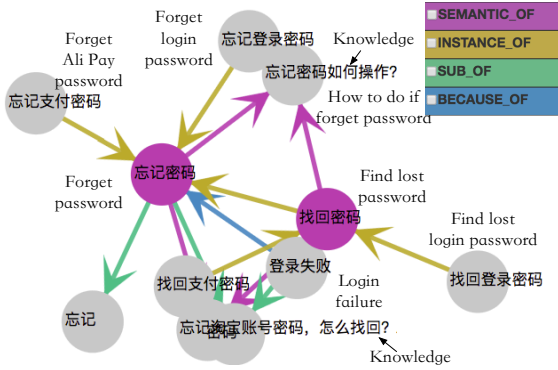 SEMANTIC_OF
INSTANCE_OF
SUB_OF
BECAUSE_OF
Forget
login
password
忘记登录密码
Knowledge
忘记密码如何操作?
How to do if
forget password
Forget
Ali Pay
password
忘记支付密码
忘记密码
Forget
password
Find lost
password
找回密码
Find lost
login password
找回登录密码
登录失败
Login
failure
找回支付密码
忘记
忘记淘宝账号密码，怎么找回?
密码
Knowledge